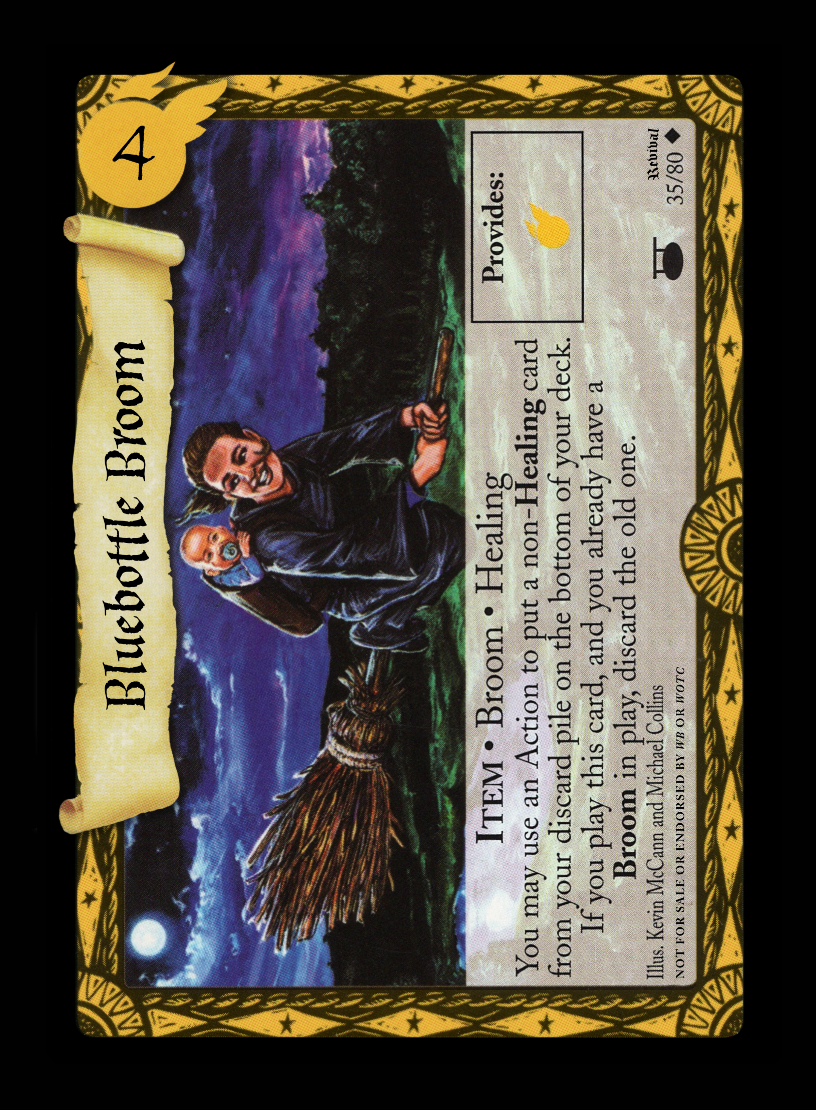 4
Bluebottle Broom
ITEM • Broom • Healing
You may use an Action to put a non-Healing card
from your discard pile on the bottom of your deck.
If you play this card, and you already have a
Broom in play, discard the old one.
Provides:
Illus. Kevin McCann and Michael Collins
NOT FOR SALE OR ENDORSED BY WB OR WOTC
Revival
35/80 ◆